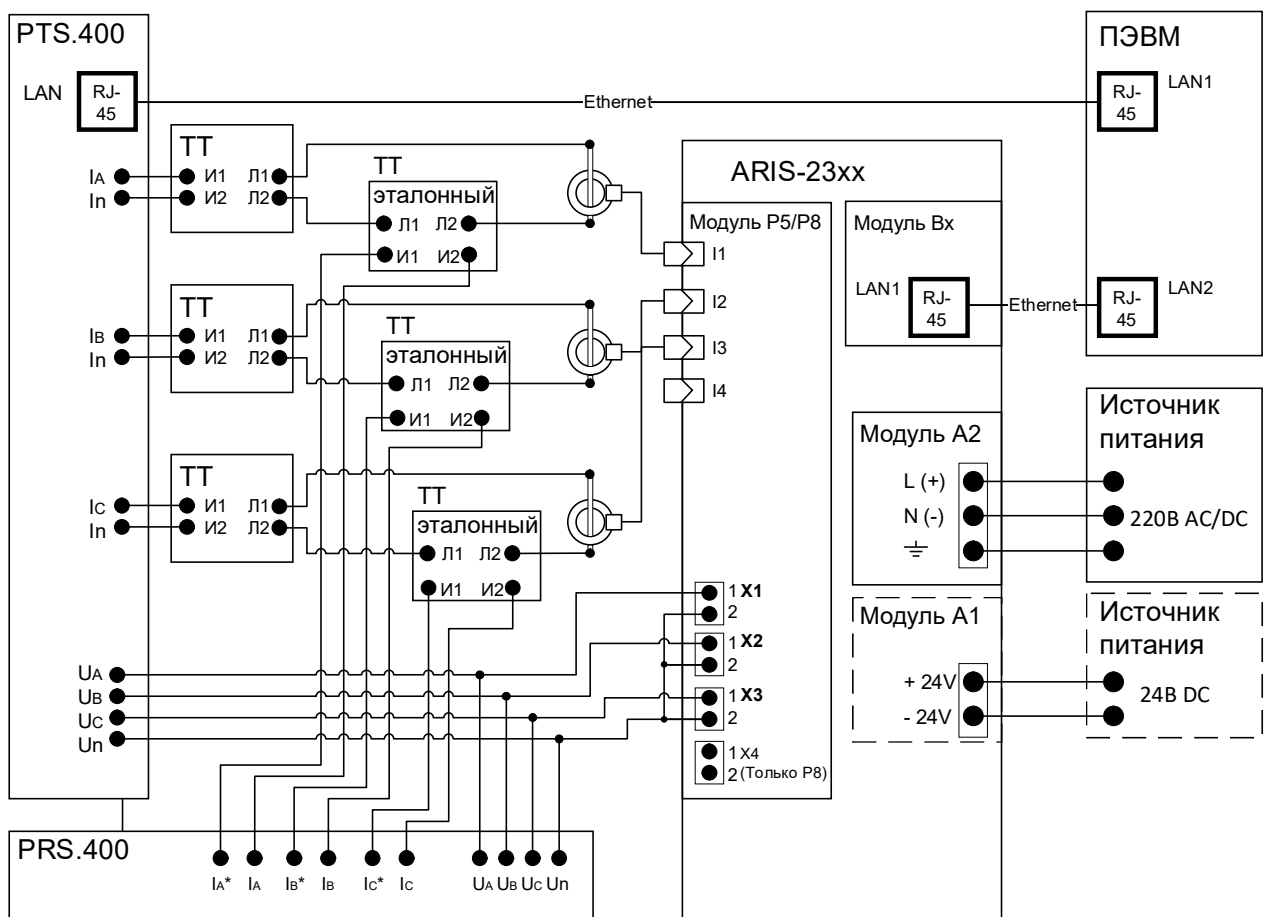 PTS.400
LAN
RJ-
45
Ethernet
ПЭВМ
RJ-
45
LAN1
RJ-
45
LAN2
ТТ
IA
И1
Л1
In
И2
Л2
ТТ
эталонный
Л1
Л2
И1
И2
ТТ
IB
И1
Л1
In
И2
Л2
ТТ
эталонный
Л1
Л2
И1
И2
ТТ
IC
И1
Л1
In
И2
Л2
ТТ
эталонный
Л1
Л2
И1
И2
ARIS-23xx
Модуль P5/P8
I1
I2
I3
I4
1 X1
2
1 X2
2
1 X3
2
1 X4
2 (Только P8)
Модуль Bx
LAN1
RJ-
45
Ethernet
Модуль A2
L (+)
N (-)
Источник
питания
220В AC/DC
Модуль A1
+ 24V
- 24V
Источник
питания
24В DC
UA
UB
UC
Un
PRS.400
IA*
IA
IB*
IB
IC*
IC
UA
UB
UC
Un